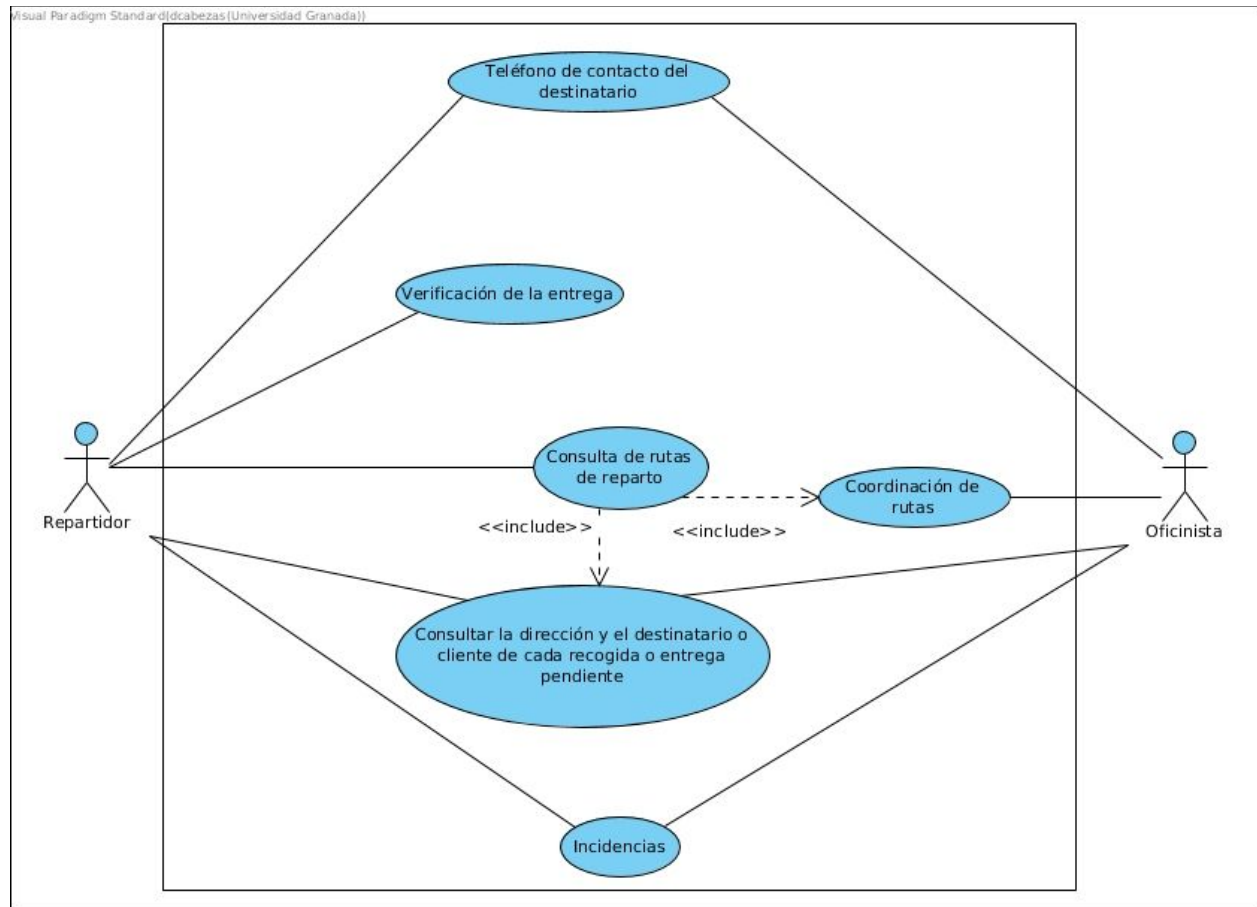 Visual Paradigm Standard(dcabezas(Universidad Granada))
Teléfono de contacto del
destinatario
Verificación de la entrega
Consulta de rutas
de reparto
Coordinación de
rutas
Repartidor
Oficinista
<<include>>
<<include>>
Consultar la dirección y el destinatario o
cliente de cada recogida o entrega
pendiente
Incidencias